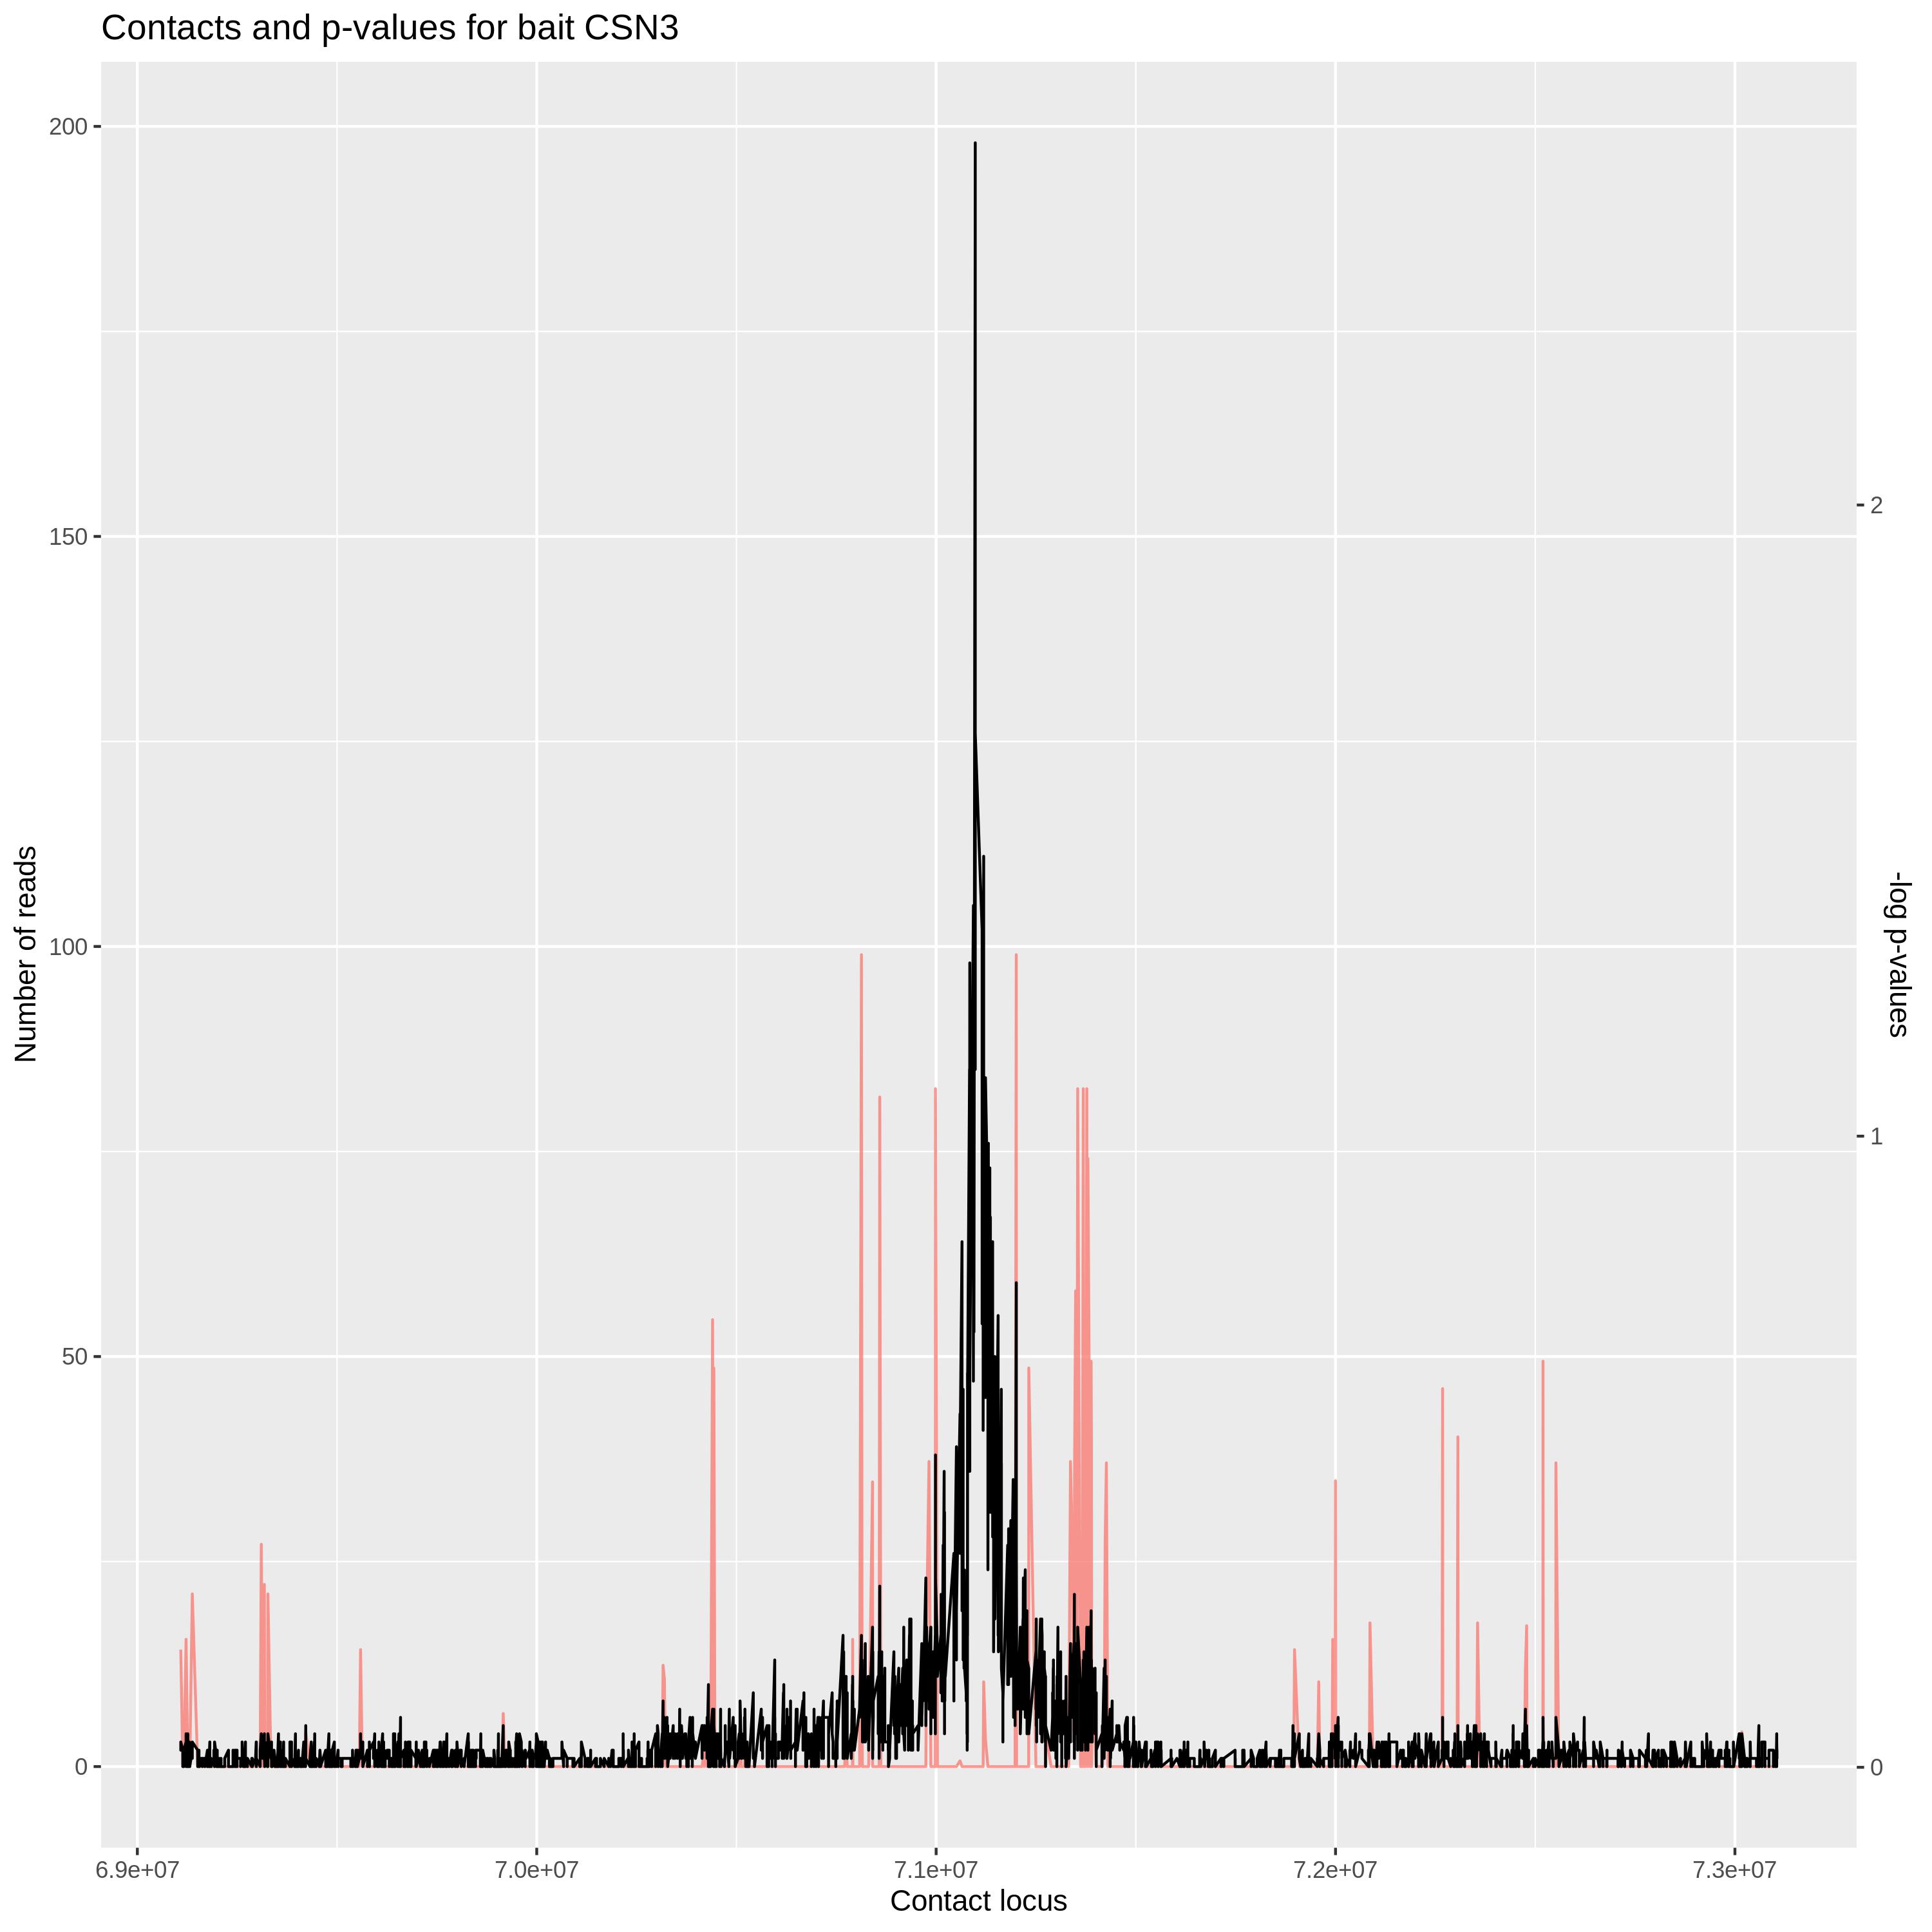 Contacts and p-values for bait CSN3
200
150
100
50
0
Number of reads
2
1
0
-log p-values
6.9e+07
7.0e+07
7.1e+07
7.2e+07
7.3e+07
Contact locus